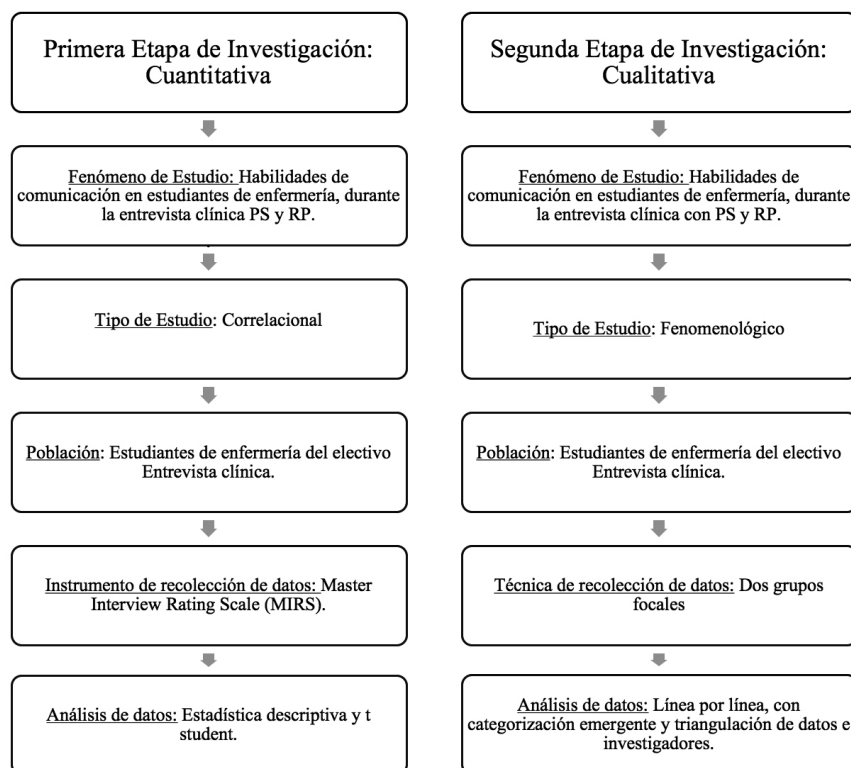 Primera Etapa de Investigación:
Cuantitativa
Fenómeno de Estudio: Habilidades de
comunicación en estudiantes de enfermería, durante
la entrevista clínica PS y RP.
Tipo de Estudio: Correlacional
Población: Estudiantes de enfermería del electivo
Entrevista clínica.
Instrumento de recolección de datos: Master
Interview Rating Scale (MIRS).
Análisis de datos: Estadística descriptiva y t
student.
Segunda Etapa de Investigación:
Cualitativa
Fenómeno de Estudio: Habilidades de
comunicación en estudiantes de enfermería, durante
la entrevista clínica con PS y RP.
Tipo de Estudio: Fenomenológico
Población: Estudiantes de enfermería del electivo
Entrevista clínica.
Técnica de recolección de datos: Dos grupos
focales
Análisis de datos: Línea por línea, con
categorización emergente y triangulación de datos e
investigadores.